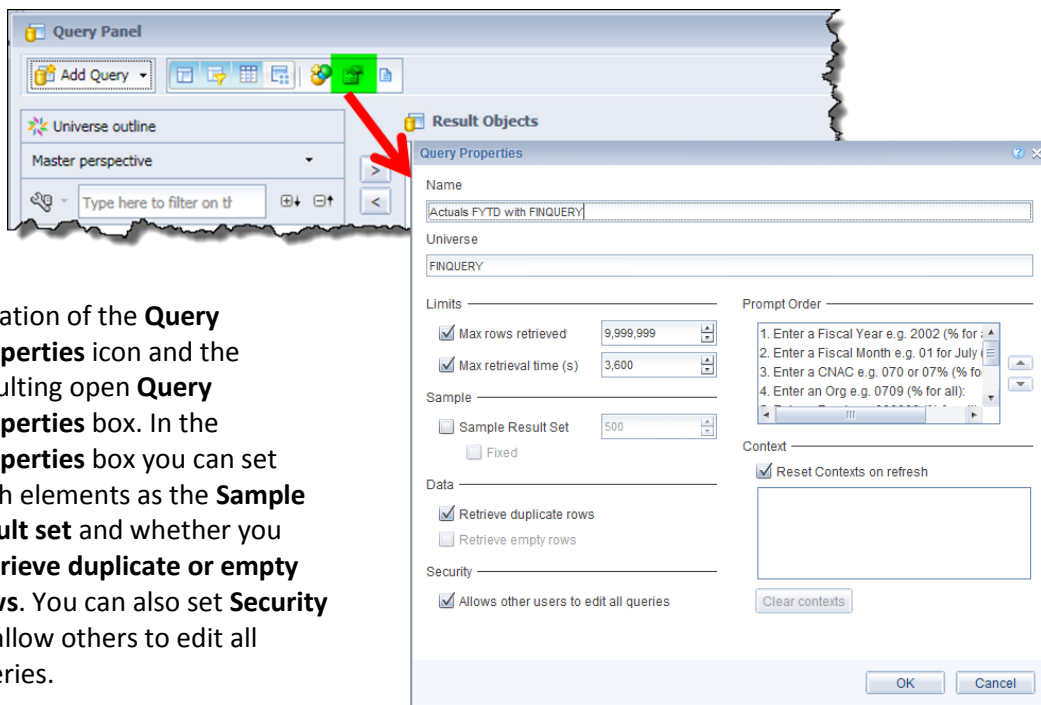 Query Panel
Add Query
Universe outline
Result Objects
Master perspective
>
Type here to filter on th
<
Query Properties
Name
Actuals FYTD with FINQUERY
Universe
FINQUERY
Limits
Max rows retrieved 9,999,999
Max retrieval time (s) 3,600
Sample
Sample Result Set 500
Fixed
Data
Retrieve duplicate rows
Retrieve empty rows
Security
Allows other users to edit all queries
Prompt Order
1. Enter a Fiscal Year e.g. 2002 (% for
2. Enter a Fiscal Month e.g. 01 for July
3. Enter a CNAC e.g. 070 or 07% (% fo
4. Enter an Org e.g. 0709 (% for all):
Context
Reset Contexts on refresh
Clear contexts
OK Cancel
ation of the Query
perties icon and the
ulting open Query
perties box. In the
perties box you can set
h elements as the Sample
ult set and whether you
rieve duplicate or empty
vs. You can also set Security
allow others to edit all
eries.